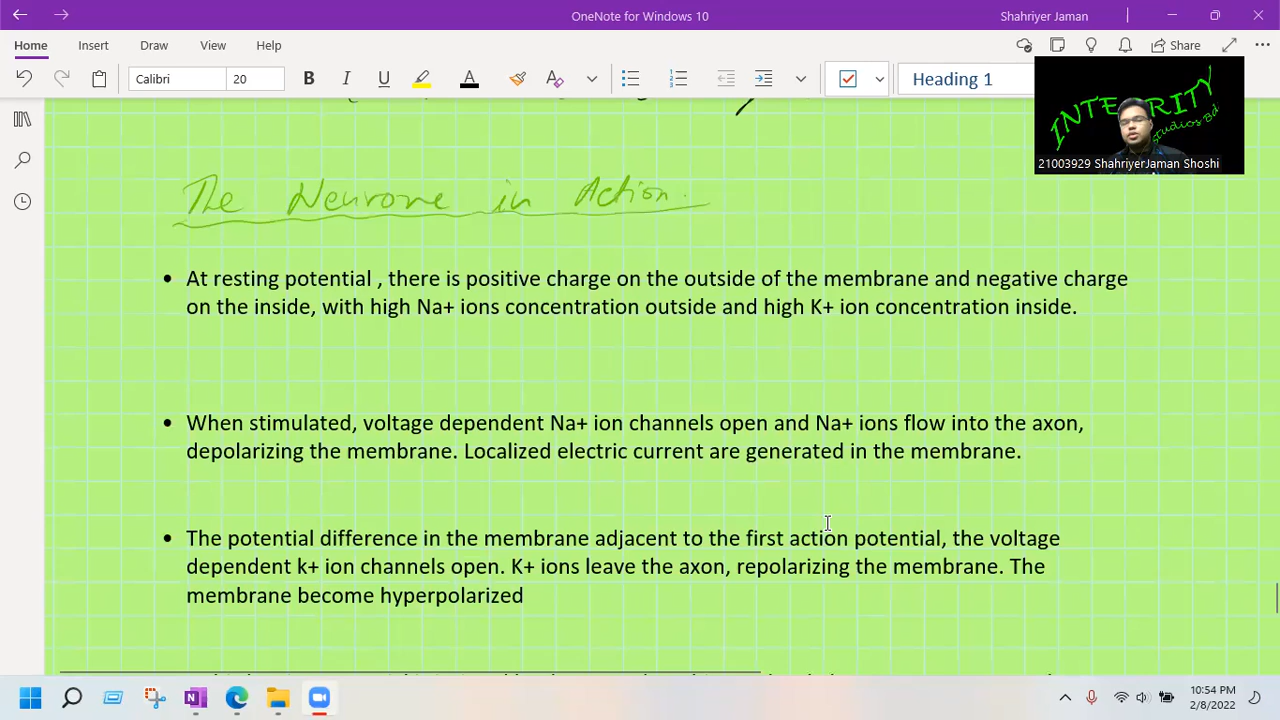 OneNote for Windows 10
Shahriyer Jaman
Home Insert Draw View Help
Share
Calibri 20 B I U A A Heading 1
INTEGRITY
Studios Bd
21003929 ShahriyerJaman Shoshi
The Neurone in Action.
• At resting potential , there is positive charge on the outside of the membrane and negative charge
on the inside, with high Na+ ions concentration outside and high K+ ion concentration inside.
• When stimulated, voltage dependent Na+ ion channels open and Na+ ions flow into the axon,
depolarizing the membrane. Localized electric current are generated in the membrane.
• The potential difference in the membrane adjacent to the first action potential, the voltage
dependent k+ ion channels open. K+ ions leave the axon, repolarizing the membrane. The
membrane become hyperpolarized
10:54 PM
2/8/2022